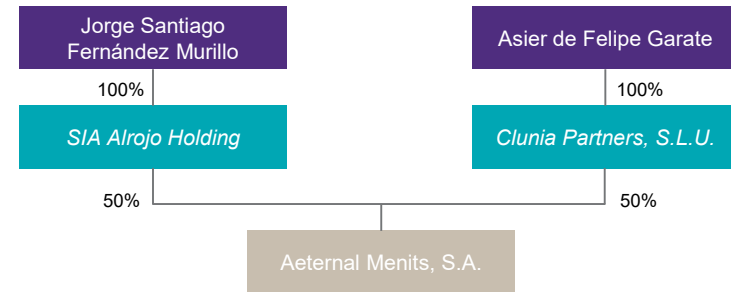 Jorge Santiago
Fernández Murillo
Asier de Felipe Garate
100%
100%
SIA Alrojo Holding
Clunia Partners, S.L.U.
50%
50%
Aeternal Menits, S.A.